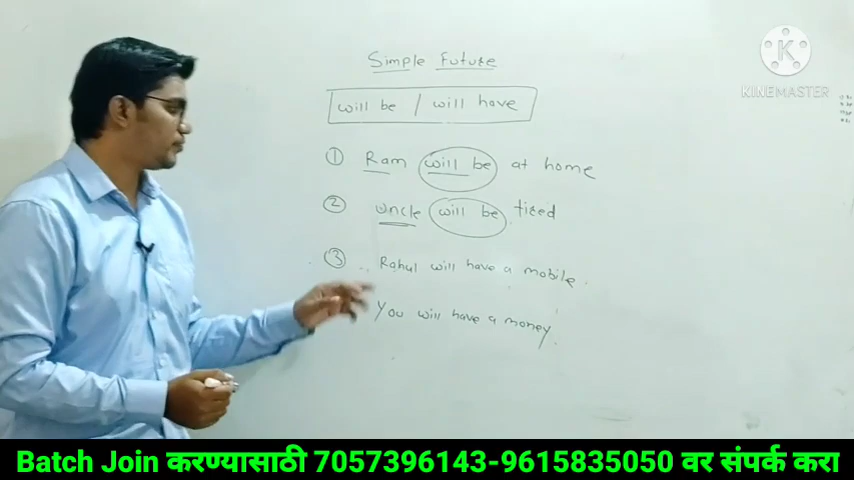 Simple Future
will be / will have
① Ram will be at home
② uncle will be tired
③ Rahul will have a mobile.
You will have a money.
KINEMASTER
Batch Join करण्यासाठी 7057396143-9615835050 वर संपर्क करा